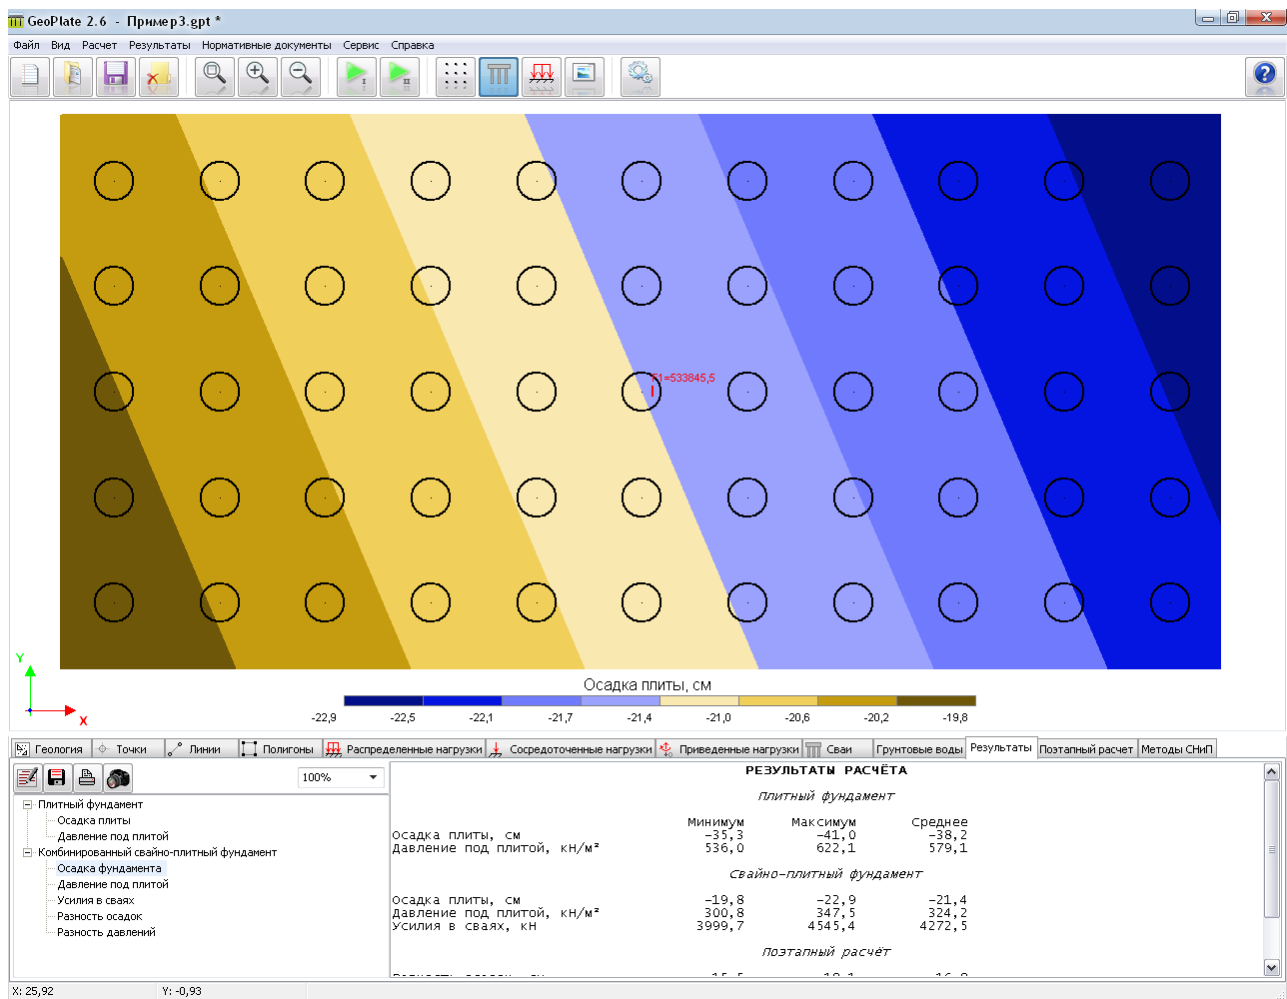 GeoPlate 2.6 - Пример3.gpt *
Файл Вид Расчет Результаты Нормативные документы Сервис Справка
F1=533845,5
Y
X
Осадка плиты, см
-22,9 -22,5 -22,1 -21,7 -21,4 -21,0 -20,6 -20,2 -19,8
Геология Точки Линии Полигоны Распределенные нагрузки Сосредоточенные нагрузки Приведенные нагрузки Сваи Грунтовые воды Результаты Поэтапный расчет Методы СНиП
100%
Плитный фундамент
Осадка плиты
Давление под плитой
Комбинированный свайно-плитный фундамент
Осадка фундамента
Давление под плитой
Усилия в сваях
Разность осадок
Разность давлений
РЕЗУЛЬТАТЫ РАСЧЁТА
Плитный фундамент
Минимум Максимум Среднее
Осадка плиты, см -35,3 -41,0 -38,2
Давление под плитой, кН/м² 536,0 622,1 579,1
Свайно-плитный фундамент
Осадка плиты, см -19,8 -22,9 -21,4
Давление под плитой, кН/м² 300,8 347,5 324,2
Усилия в сваях, кН 3999,7 4545,4 4272,5
Поэтапный расчёт
X: 25,92 Y: -0,93